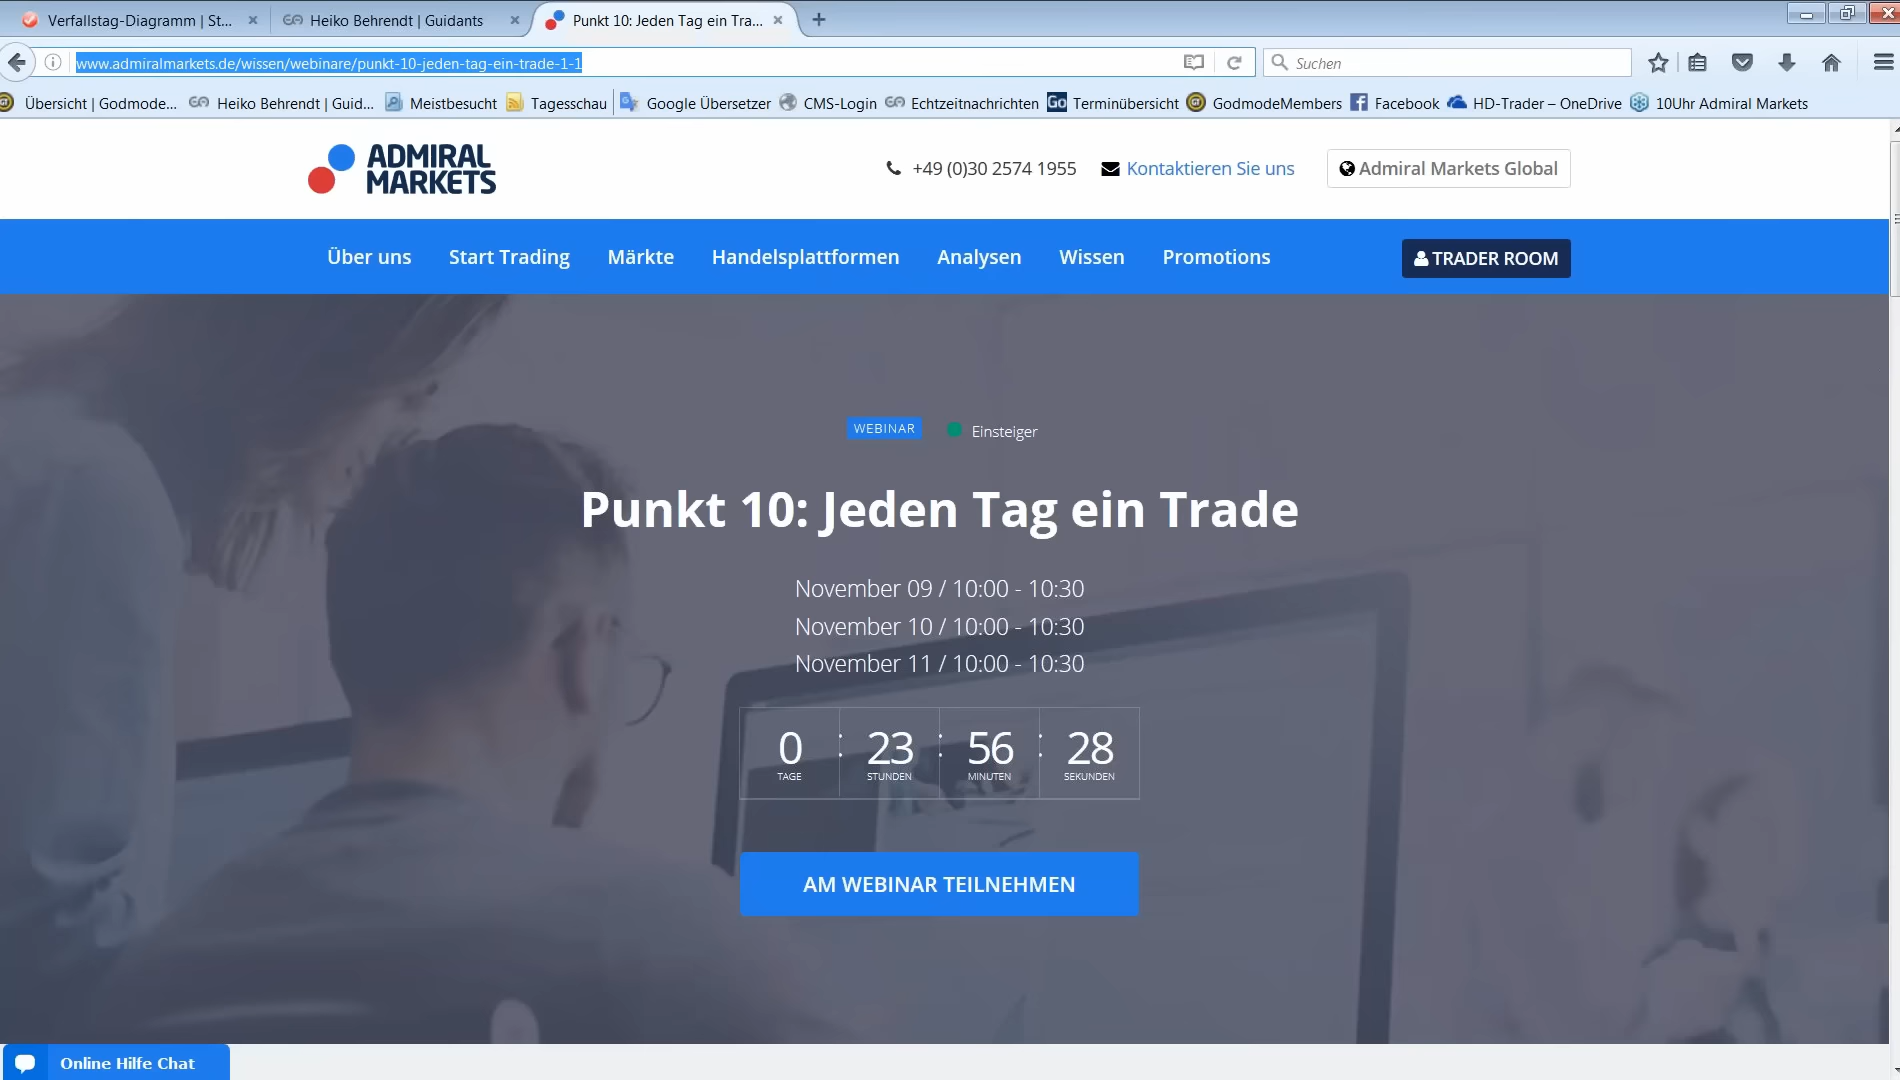 Verfallstag-Diagramm | St...
Heiko Behrendt | Guidants
Punkt 10: Jeden Tag ein Tra...
www.admiralmarkets.de/wissen/webinare/punkt-10-jeden-tag-ein-trade-1-1
Suchen
Übersicht | Godmode...
Heiko Behrendt | Guid...
Meistbesucht
Tagesschau
Google Übersetzer
CMS-Login
Echtzeitnachrichten
Go
Terminübersicht
GodmodeMembers
Facebook
HD-Trader – OneDrive
10Uhr Admiral Markets
ADMIRAL
MARKETS
+49 (0)30 2574 1955
Kontaktieren Sie uns
Admiral Markets Global
Über uns
Start Trading
Märkte
Handelsplattformen
Analysen
Wissen
Promotions
TRADER ROOM
WEBINAR
Einsteiger
Punkt 10: Jeden Tag ein Trade
November 09 / 10:00 - 10:30
November 10 / 10:00 - 10:30
November 11 / 10:00 - 10:30
0 : 23 : 56 : 28
TAGE STUNDEN MINUTEN SEKUNDEN
AM WEBINAR TEILNEHMEN
Online Hilfe Chat